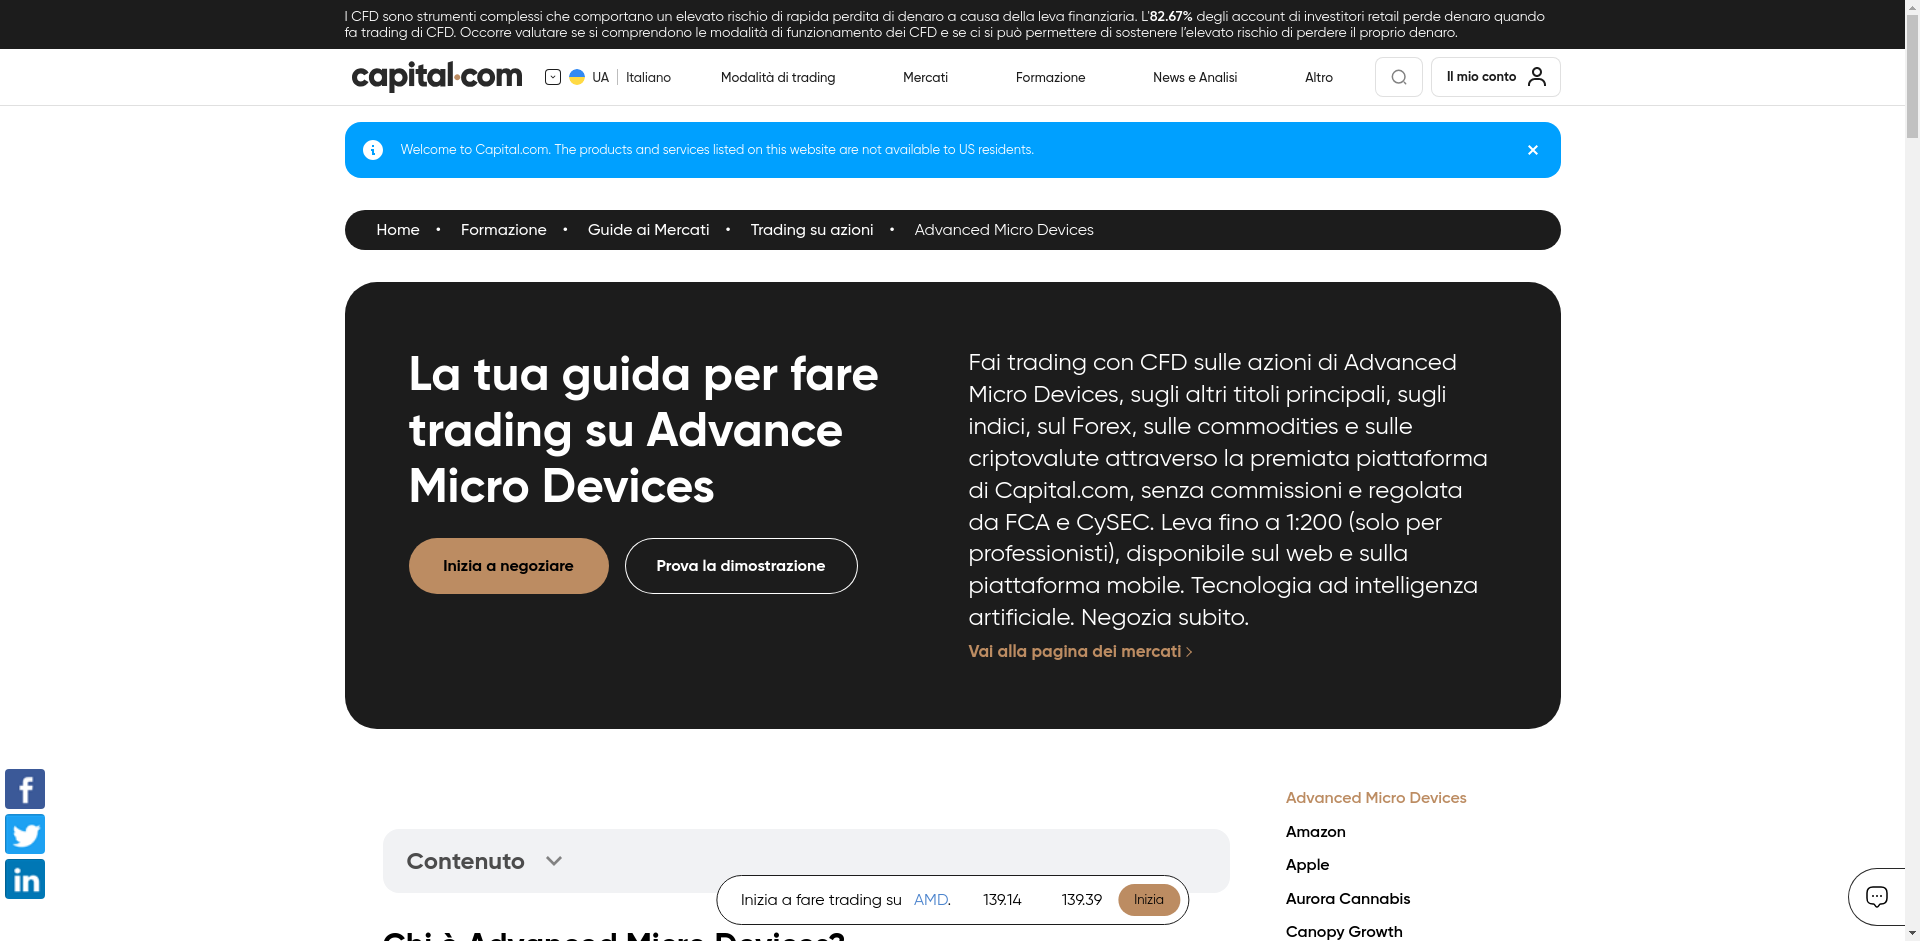 I CFD sono strumenti complessi che comportano un elevato rischio di rapida perdita di denaro a causa della leva finanziaria. L'82.67% degli account di investitori retail perde denaro quando
fa trading di CFD. Occorre valutare se si comprendono le modalità di funzionamento dei CFD e se ci si può permettere di sostenere l'elevato rischio di perdere il proprio denaro.
capital.com UA Italiano Modalità di trading Mercati Formazione News e Analisi Altro Il mio conto
Welcome to Capital.com. The products and services listed on this website are not available to US residents.
Home • Formazione • Guide ai Mercati • Trading su azioni • Advanced Micro Devices
La tua guida per fare
trading su Advance
Micro Devices
Inizia a negoziare
Prova la dimostrazione
Fai trading con CFD sulle azioni di Advanced
Micro Devices, sugli altri titoli principali, sugli
indici, sul Forex, sulle commodities e sulle
criptovalute attraverso la premiata piattaforma
di Capital.com, senza commissioni e regolata
da FCA e CySEC. Leva fino a 1:200 (solo per
professionisti), disponibile sul web e sulla
piattaforma mobile. Tecnologia ad intelligenza
artificiale. Negozia subito.
Vai alla pagina dei mercati
Contenuto
Chi è Advanced Micro Devices?
Advanced Micro Devices
Amazon
Apple
Aurora Cannabis
Canopy Growth
Inizia a fare trading su AMD. 139.14 139.39 Inizia